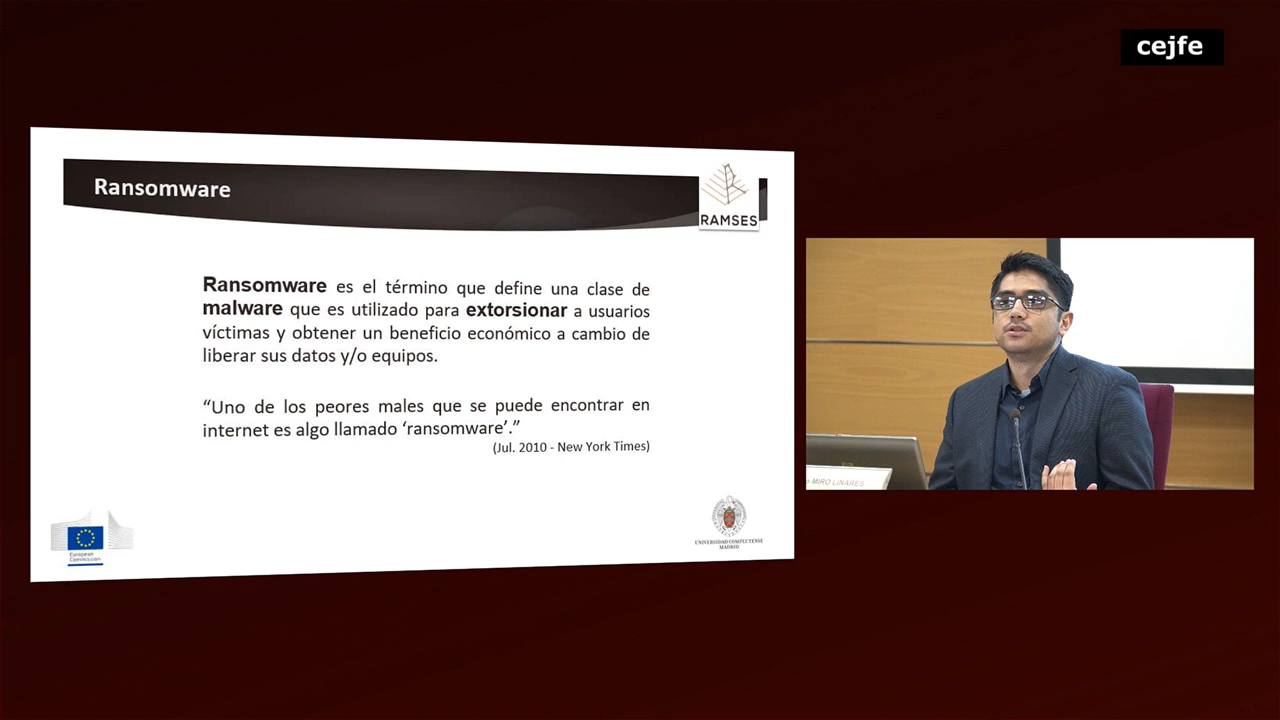 cejfe
Ransomware
RAMSES
Ransomware es el término que define una clase de
malware que es utilizado para extorsionar a usuarios
víctimas y obtener un beneficio económico a cambio de
liberar sus datos y/o equipos.
“Uno de los peores males que se puede encontrar en
internet es algo llamado ‘ransomware’.”
(Jul. 2010 - New York Times)
European
Commission
UNIVERSIDAD COMPLUTENSE
MADRID
MIRO LINARES